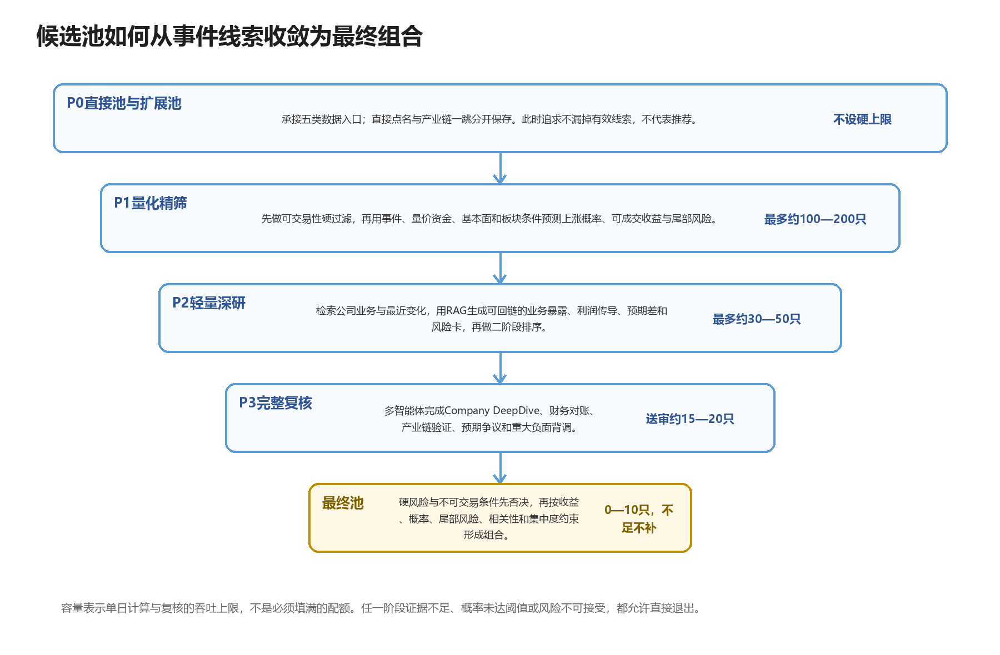 候选池如何从事件线索收敛为最终组合
P0直接池与扩展池
承接五类数据入口；直接点名与产业链一跳分开保存。此时追求不漏掉有效线索，不代表推荐。
不设硬上限
P1量化精筛
先做可交易性硬过滤，再用事件、量价资金、基本面和板块条件预测上涨概率、可成交收益与尾部风险。
最多约100—200只
P2轻量深研
检索公司业务与最近变化，用RAG生成可回链的业务暴露、利润传导、预期差和
风险卡，再做二阶段排序。
最多约30—50只
P3完整复核
多智能体完成Company DeepDive、财务对账、
产业链验证、预期争议和重大负面背调。
送审约15—20只
最终池
硬风险与不可交易条件先否决，再按收益
、概率、尾部风险、相关性和集中度约束
形成组合。
0—10只，不
足不补
容量表示单日计算与复核的吞吐上限，不是必须填满的配额。任一阶段证据不足、概率未达阈值或风险不可接受，都允许直接退出。